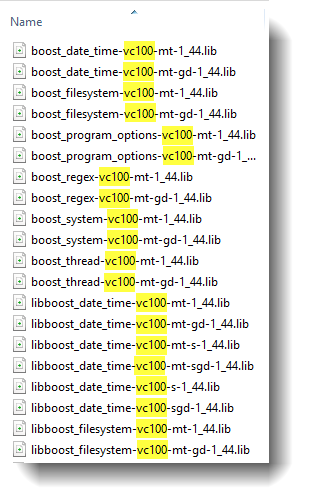 Name
boost_date_time-vc100-mt-1_44.lib
boost_date_time-vc100-mt-gd-1_44.lib
boost_filesystem-vc100-mt-1_44.lib
boost_filesystem-vc100-mt-gd-1_44.lib
boost_program_options-vc100-mt-1_44.lib
boost_program_options-vc100-mt-gd-1_...
boost_regex-vc100-mt-1_44.lib
boost_regex-vc100-mt-gd-1_44.lib
boost_system-vc100-mt-1_44.lib
boost_system-vc100-mt-gd-1_44.lib
boost_thread-vc100-mt-1_44.lib
boost_thread-vc100-mt-gd-1_44.lib
libboost_date_time-vc100-mt-1_44.lib
libboost_date_time-vc100-mt-gd-1_44.lib
libboost_date_time-vc100-mt-s-1_44.lib
libboost_date_time-vc100-mt-sgd-1_44.lib
libboost_date_time-vc100-s-1_44.lib
libboost_date_time-vc100-sgd-1_44.lib
libboost_filesystem-vc100-mt-1_44.lib
libboost_filesystem-vc100-mt-gd-1_44.lib